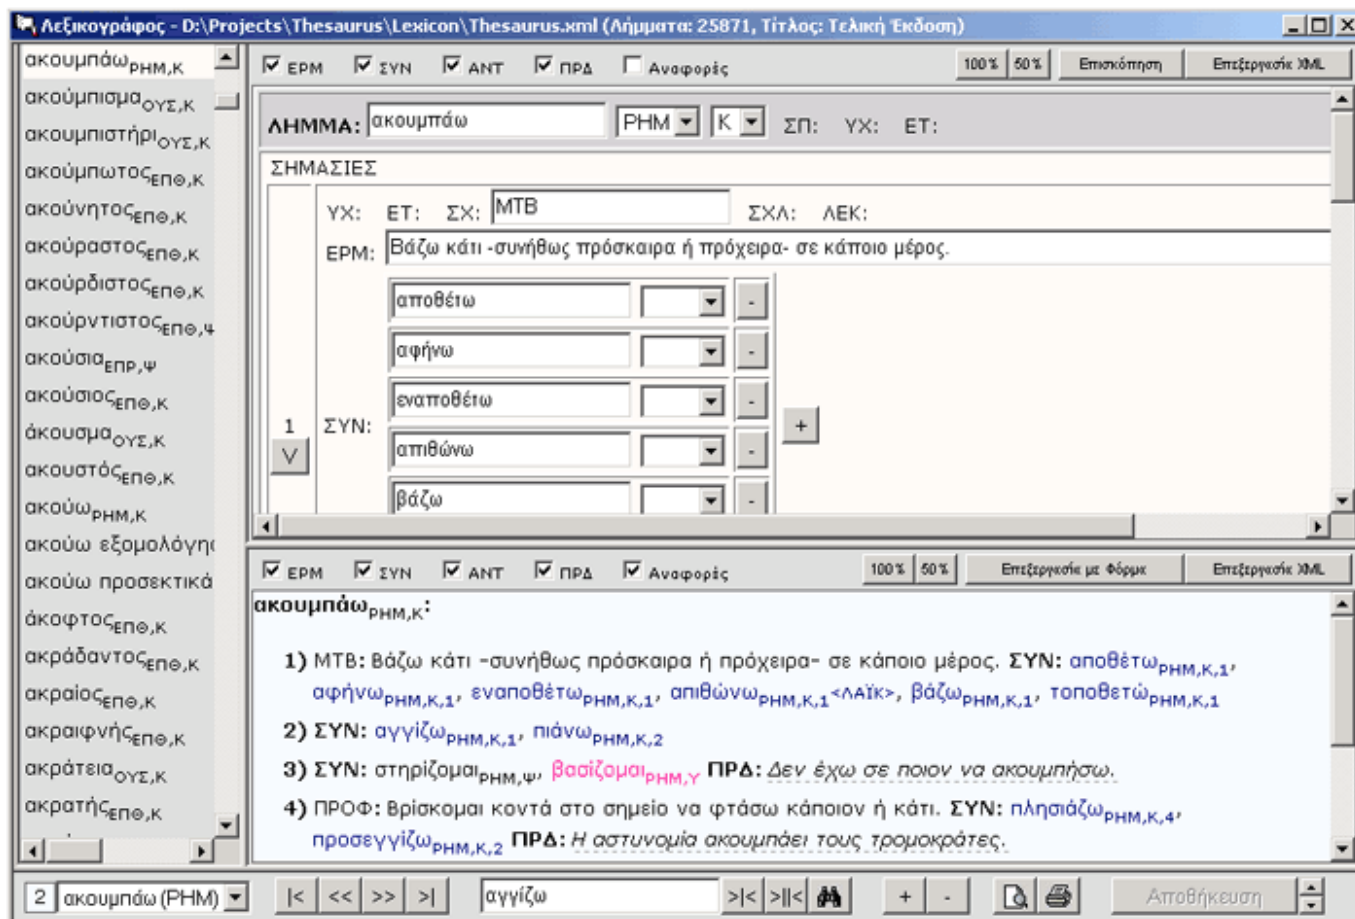 Λεξικογράφος - D:\Projects\Thesaurus\Lexicon\Thesaurus.xml (Λήμματα: 25871, Τίτλος: Τελική Έκδοση)
ακουμπάωΡΗΜ,Κ
ακούμπισμαΟΥΣ,Κ
ακουμπιστήριΟΥΣ,Κ
ακούμπωτοςΕΠΘ,Κ
ακούνητοςΕΠΘ,Κ
ακούραστοςΕΠΘ,Κ
ακούρδιστοςΕΠΘ,Κ
ακούρντιστοςΕΠΘ,Ψ
ακούσιαΕΠΡ,Ψ
ακούσιοςΕΠΘ,Κ
άκουσμαΟΥΣ,Κ
ακουστόςΕΠΘ,Κ
ακούωΡΗΜ,Κ
ακούω εξομολόγης
ακούω προσεκτικά
άκοφτοςΕΠΘ,Κ
ακράδαντοςΕΠΘ,Κ
ακραίοςΕΠΘ,Κ
ακραιφνήςΕΠΘ,Κ
ακράτειαΟΥΣ,Κ
ακρατήςΕΠΘ,Κ
ΕΡΜ ΣΥΝ ΑΝΤ ΠΡΔ Αναφορές 100% 50% Επισκόπηση Επεξεργασία XML
ΛΗΜΜΑ: ακουμπάω ΡΗΜ Κ ΣΠ: ΥΧ: ΕΤ:
ΣΗΜΑΣΙΕΣ
ΥΧ: ΕΤ: ΣΧ: ΜΤΒ ΣΧΛ: ΛΕΚ:
ΕΡΜ: Βάζω κάτι -συνήθως πρόσκαιρα ή πρόχειρα- σε κάποιο μέρος.
αποθέτω -
αφήνω -
1 V ΣΥΝ: εναποθέτω - +
απιθώνω -
βάζω -
ΕΡΜ ΣΥΝ ΑΝΤ ΠΡΔ Αναφορές 100% 50% Επεξεργασία με Φόρμα Επεξεργασία XML
ακουμπάωΡΗΜ,Κ:
1) ΜΤΒ: Βάζω κάτι -συνήθως πρόσκαιρα ή πρόχειρα- σε κάποιο μέρος. ΣΥΝ: αποθέτωΡΗΜ,Κ,1,
αφήνωΡΗΜ,Κ,1, εναποθέτωΡΗΜ,Κ,1, απιθώνωΡΗΜ,Κ,1<ΛΑΪΚ>, βάζωΡΗΜ,Κ,1, τοποθετώΡΗΜ,Κ,1
2) ΣΥΝ: αγγίζωΡΗΜ,Κ,1, πιάνωΡΗΜ,Κ,2
3) ΣΥΝ: στηρίζομαιΡΗΜ,Ψ, βασίζομαιΡΗΜ,Υ ΠΡΔ: Δεν έχω σε ποιον να ακουμπήσω.
4) ΠΡΟΦ: Βρίσκομαι κοντά στο σημείο να φτάσω κάποιον ή κάτι. ΣΥΝ: πλησιάζωΡΗΜ,Κ,4,
προσεγγίζωΡΗΜ,Κ,2 ΠΡΔ: Η αστυνομία ακουμπάει τους τρομοκράτες.
2 ακουμπάω (ΡΗΜ) |< << >> >| αγγίζω >|< >||< + - Αποθήκευση